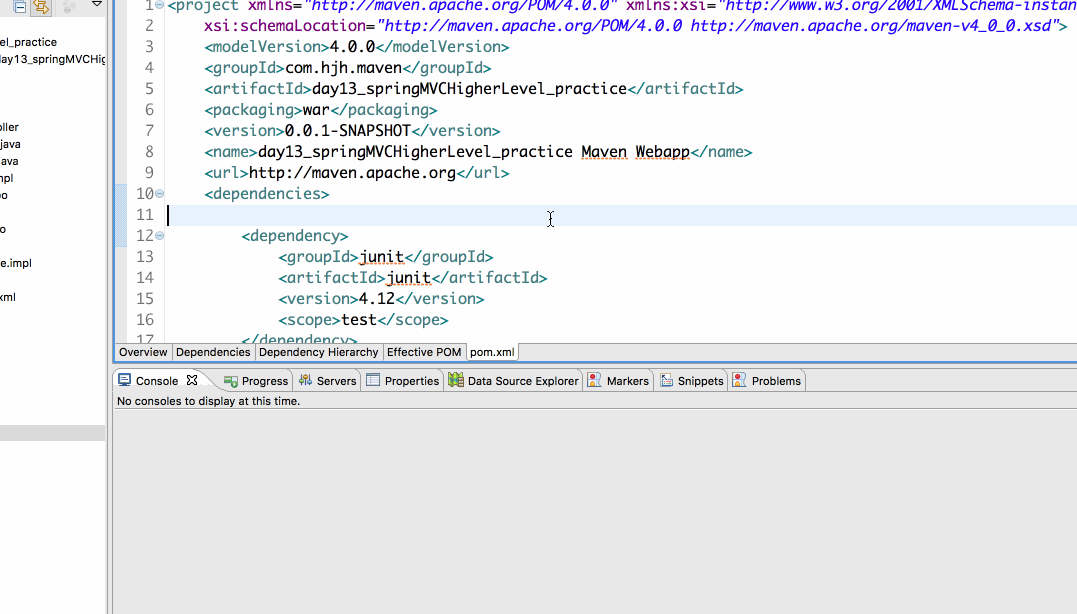 el_practice
day13_springMVCHig
ller
java
ava
mpl
o
o
e.impl
xml
1 <project xmlns="http://maven.apache.org/POM/4.0.0" xmlns:xsi="http://www.w3.org/2001/XMLSchema-instan
2 xsi:schemaLocation="http://maven.apache.org/POM/4.0.0 http://maven.apache.org/maven-v4_0_0.xsd">
3 <modelVersion>4.0.0</modelVersion>
4 <groupId>com.hjh.maven</groupId>
5 <artifactId>day13_springMVCHigherLevel_practice</artifactId>
6 <packaging>war</packaging>
7 <version>0.0.1-SNAPSHOT</version>
8 <name>day13_springMVCHigherLevel_practice Maven Webapp</name>
9 <url>http://maven.apache.org</url>
10 <dependencies>
11
12 <dependency>
13 <groupId>junit</groupId>
14 <artifactId>junit</artifactId>
15 <version>4.12</version>
16 <scope>test</scope>
17 </dependency>
Overview Dependencies Dependency Hierarchy Effective POM pom.xml
Console Progress Servers Properties Data Source Explorer Markers Snippets Problems
No consoles to display at this time.